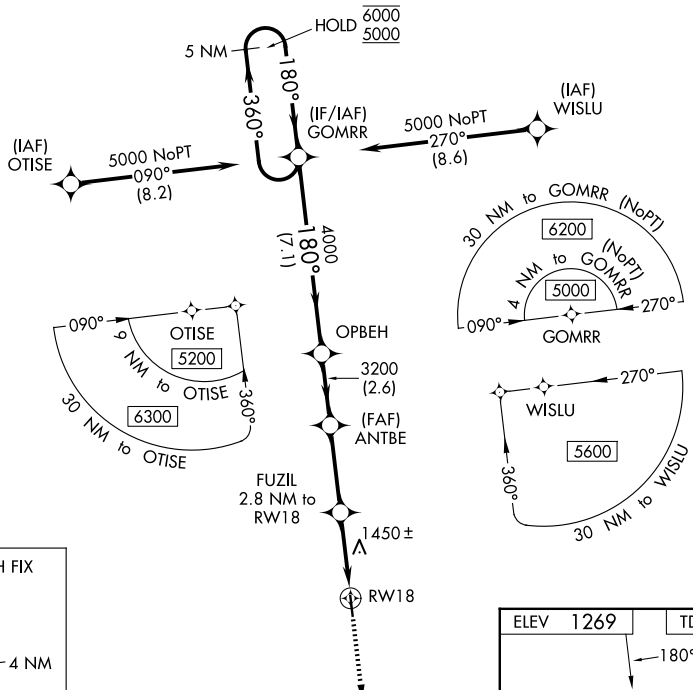 HOLD 6000
5000
5 NM
180°
360°
(IF/IAF)
GOMRR
(IAF)
WISLU
5000 NoPT
270°
(8.6)
(IAF)
OTISE
5000 NoPT
090°
(8.2)
4000
180°
(7.1)
30 NM to GOMRR (NoPT)
6200
4 NM to GOMRR (NoPT)
5000
090°
270°
GOMRR
090°
OTISE
5200
9 NM to OTISE
360°
6300
30 NM to OTISE
OPBEH
3200
(2.6)
(FAF)
ANTBE
WISLU
270°
5600
360°
30 NM to WISLU
FUZIL
2.8 NM to
RW18
1450 ±
RW18
H FIX
4 NM
ELEV 1269
TD
180°